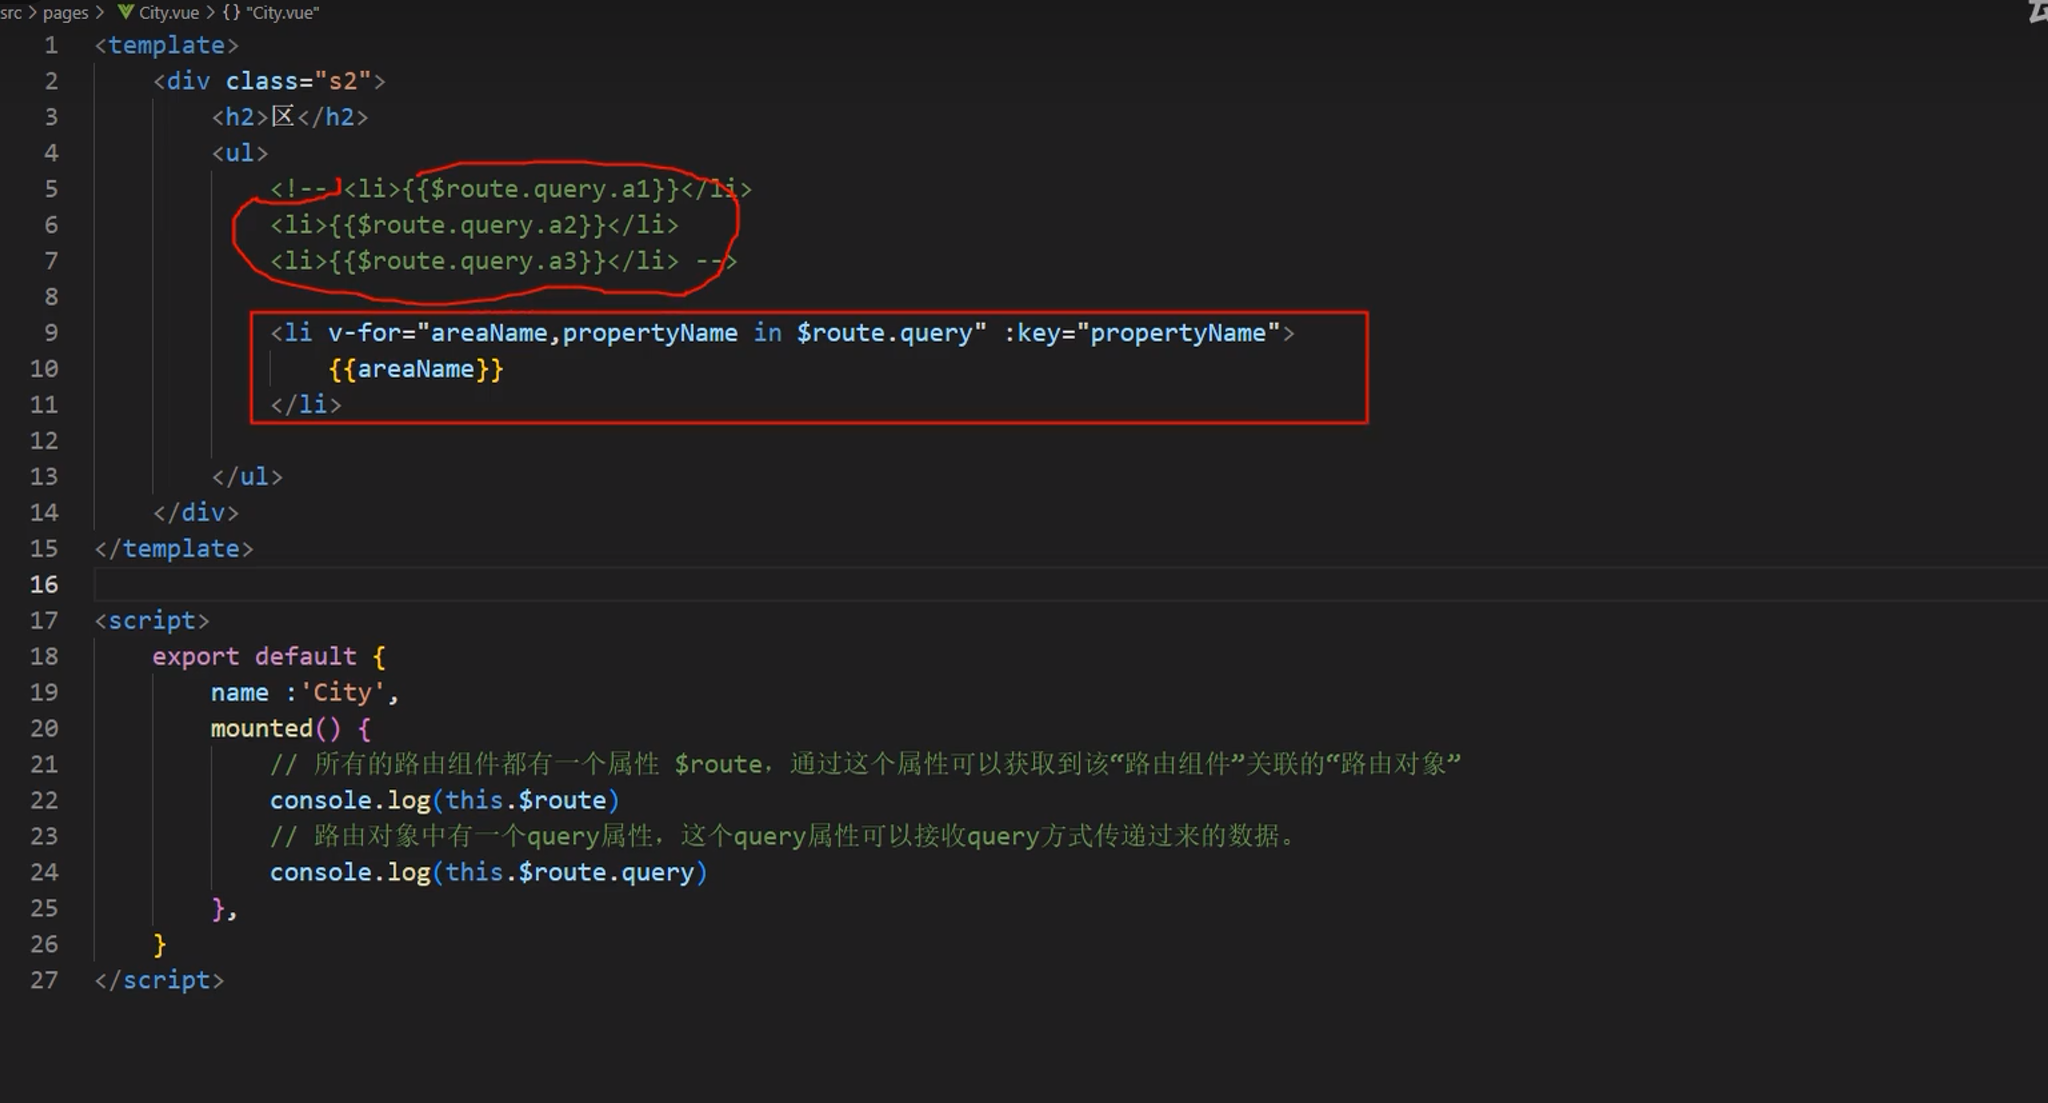 src > pages > City.vue > {} "City.vue"
1 <template>
2 <div class="s2">
3 <h2>区</h2>
4 <ul>
5 <!-- <li>{{$route.query.a1}}</li>
6 <li>{{$route.query.a2}}</li>
7 <li>{{$route.query.a3}}</li> -->
8
9 <li v-for="areaName,propertyName in $route.query" :key="propertyName">
10 {{areaName}}
11 </li>
12
13 </ul>
14 </div>
15 </template>
16
17 <script>
18 export default {
19 name :'City',
20 mounted() {
21 // 所有的路由组件都有一个属性 $route，通过这个属性可以获取到该“路由组件”关联的“路由对象”
22 console.log(this.$route)
23 // 路由对象中有一个query属性，这个query属性可以接收query方式传递过来的数据。
24 console.log(this.$route.query)
25 },
26 }
27 </script>